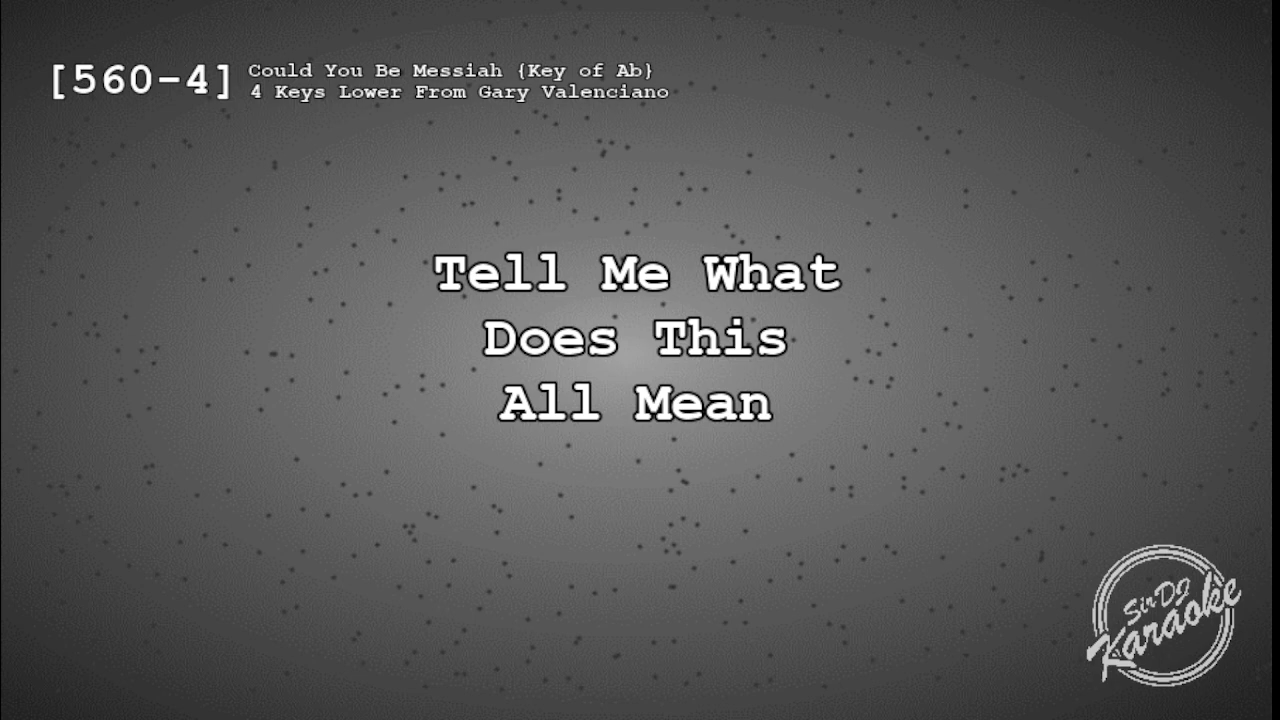 [560-4]
Could You Be Messiah {Key of Ab}
4 Keys Lower From Gary Valenciano
Tell Me What
Does This
All Mean
Sir DJ
Karaoke